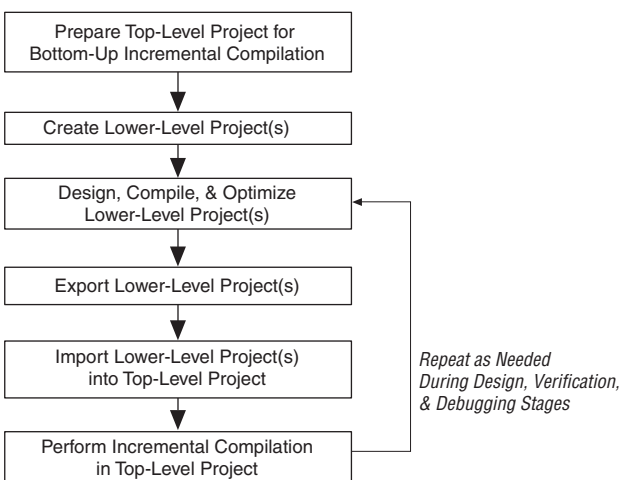 Prepare Top-Level Project for
Bottom-Up Incremental Compilation
Create Lower-Level Project(s)
Design, Compile, & Optimize
Lower-Level Project(s)
Export Lower-Level Project(s)
Import Lower-Level Project(s)
into Top-Level Project
Repeat as Needed
During Design, Verification,
& Debugging Stages
Perform Incremental Compilation
in Top-Level Project